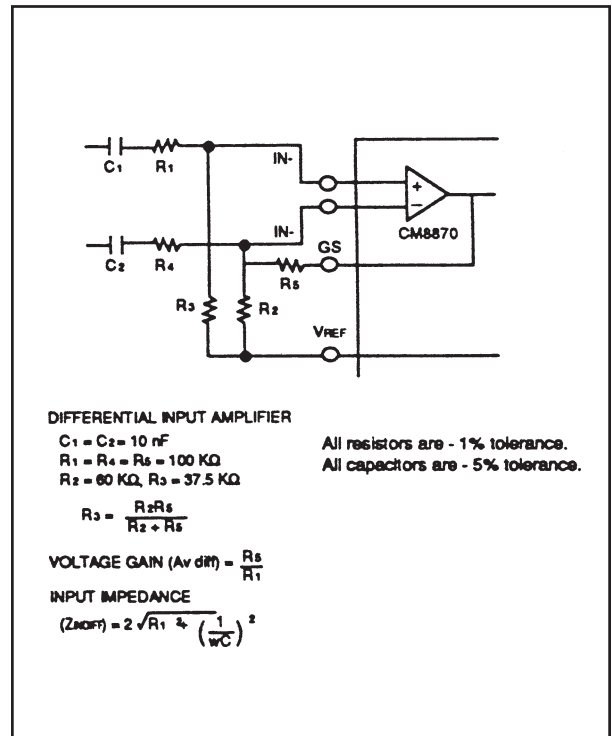 C1 R1 IN-
+
−
CM8870
IN-
C2 R4 GS
R5
R3 R2
VREF
DIFFERENTIAL INPUT AMPLIFIER
C1 = C2 = 10 nF
R1 = R4 = R5 = 100 KΩ
R2 = 60 KΩ, R3 = 37.5 KΩ
All resistors are - 1% tolerance.
All capacitors are - 5% tolerance.
R3 = R2R5 / R2 + R5
VOLTAGE GAIN (Av diff) = R5 / R1
INPUT IMPEDANCE
(ZINDIFF) = 2 √R1 2 + (1 / wC) 2